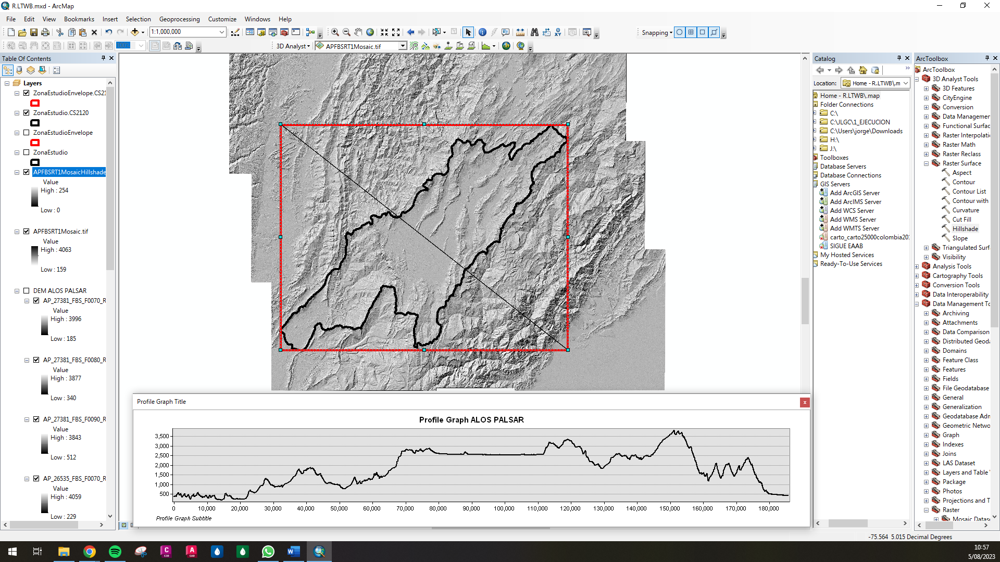 R.LTWB.mxd - ArcMap
File Edit View Bookmarks Insert Selection Geoprocessing Customize Windows Help
1:1,000,000
Snapping
100%
3D Analyst
APFBSRT1Mosaic.tif
Table Of Contents
Layers
ZonaEstudioEnvelope.CS21
ZonaEstudio.CS2120
ZonaEstudioEnvelope
ZonaEstudio
APFBSRT1MosaicHillshade
Value
High : 254
Low : 0
APFBSRT1Mosaic.tif
Value
High : 4063
Low : 159
DEM ALOS PALSAR
AP_27381_FBS_F0070_R
Value
High : 3996
Low : 185
AP_27381_FBS_F0080_R
Value
High : 3877
Low : 340
AP_27381_FBS_F0090_R
Value
High : 3843
Low : 512
AP_26535_FBS_F0070_R
Value
High : 4059
Low : 229
Profile Graph Title
Profile Graph ALOS PALSAR
3,500
3,000
2,500
2,000
1,500
1,000
500
0 10,000 20,000 30,000 40,000 50,000 60,000 70,000 80,000 90,000 100,000 110,000 120,000 130,000 140,000 150,000 160,000 170,000 180,000
Profile Graph Subtitle
Catalog
Location: Home - R.LTWB\.m
Home - R.LTWB\.map
Folder Connections
C:\
C:\JLGC\1_EJECUCION
C:\Users\jorge\Downloads
H:\
J:\
Toolboxes
Database Servers
Database Connections
GIS Servers
Add ArcGIS Server
Add ArcIMS Server
Add WCS Server
Add WMS Server
Add WMTS Server
carto_carto25000colombia20
SIGUE EAAB
My Hosted Services
Ready-To-Use Services
ArcToolbox
ArcToolbox
3D Analyst Tools
3D Features
CityEngine
Conversion
Data Managemen
Functional Surfac
Raster Interpolati
Raster Math
Raster Reclass
Raster Surface
Aspect
Contour
Contour List
Contour with
Curvature
Cut Fill
Hillshade
Slope
Triangulated Surf
Visibility
Analysis Tools
Cartography Tools
Conversion Tools
Data Interoperability
Data Management To
Archiving
Attachments
Data Comparison
Distributed Geoda
Domains
Feature Class
Features
Fields
File Geodatabase
General
Generalization
Geodatabase Adm
Geometric Netwo
Graph
Indexes
Joins
LAS Dataset
Layers and Table
Package
Photos
Projections and T
Raster
Mosaic Datase
-75.564 5.015 Decimal Degrees
10:57
5/08/2023